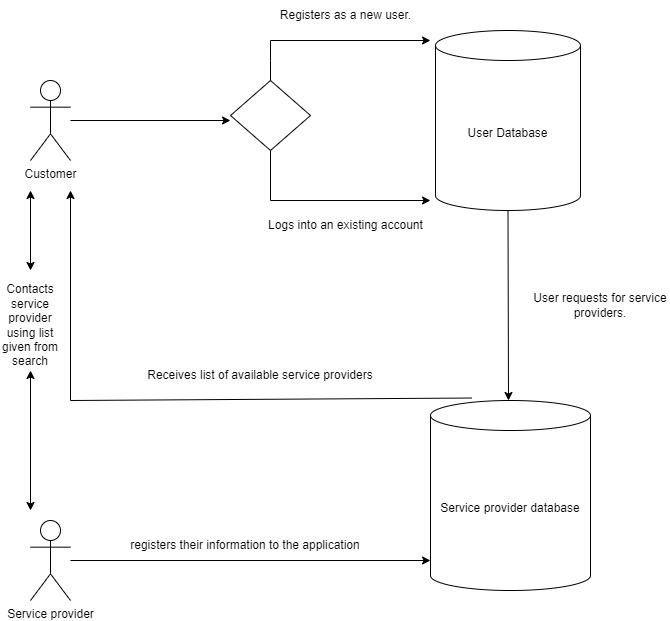 Registers as a new user.
User Database
Customer
Logs into an existing account
Contacts
service
provider
using list
given from
search
User requests for service
providers.
Receives list of available service providers
Service provider database
registers their information to the application
Service provider